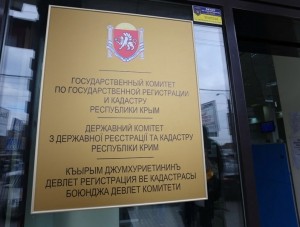 ГОСУДАРСТВЕННЫЙ КОМИТЕТ
ПО ГОСУДАРСТВЕННОЙ РЕГИСТРАЦИИ
И КАДАСТРУ
РЕСПУБЛИКИ КРЫМ
ДЕРЖАВНИЙ КОМІТЕТ
З ДЕРЖАВНОЇ РЕЄСТРАЦІЇ ТА КАДАСТРУ
РЕСПУБЛІКИ КРИМ
КЪЫРЫМ ДЖУМХУРИЕТИНИНЪ
ДЕВЛЕТ РЕГИСТРАЦИЯ ВЕ КАДАСТРЫ
БОЮНДЖА ДЕВЛЕТ КОМИТЕТИ